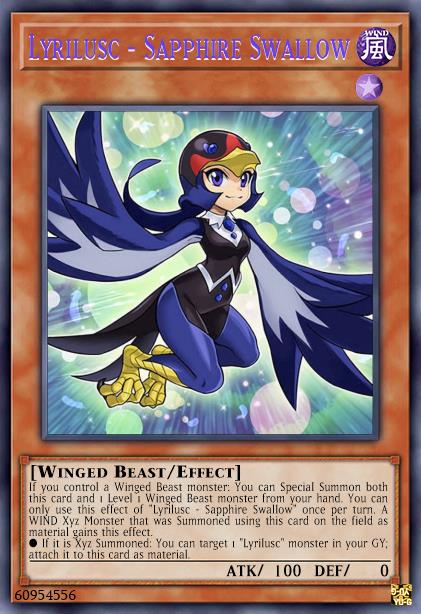 Lyrilusc - Sapphire Swallow
WIND
風
[Winged Beast/Effect]
If you control a Winged Beast monster: You can Special Summon both
this card and 1 Level 1 Winged Beast monster from your hand. You can
only use this effect of "Lyrilusc - Sapphire Swallow" once per turn. A
WIND Xyz Monster that was Summoned using this card on the field as
material gains this effect.
● If it is Xyz Summoned: You can target 1 "Lyrilusc" monster in your GY;
attach it to this card as material.
ATK/ 100 DEF/ 0
60954556